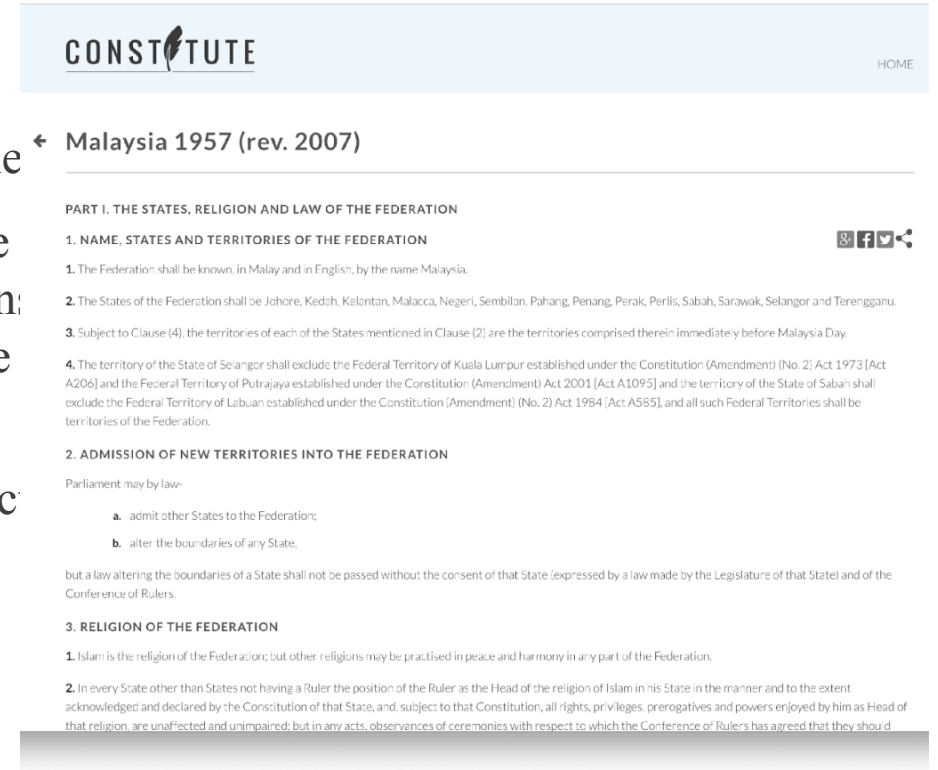 CONSTITUTE
HOME
Malaysia 1957 (rev. 2007)
PART I. THE STATES, RELIGION AND LAW OF THE FEDERATION
1. NAME, STATES AND TERRITORIES OF THE FEDERATION
1. The Federation shall be known, in Malay and in English, by the name Malaysia.
2. The States of the Federation shall be Johore, Kedah, Kelantan, Malacca, Negeri, Sembilan, Pahang, Penang, Perak, Perlis, Sabah, Sarawak, Selangor and Terengganu.
3. Subject to Clause (4), the territories of each of the States mentioned in Clause (2) are the territories comprised therein immediately before Malaysia Day.
4. The territory of the State of Selangor shall exclude the Federal Territory of Kuala Lumpur established under the Constitution (Amendment) (No. 2) Act 1973 [Act
A206] and the Federal Territory of Putrajaya established under the Constitution (Amendment) Act 2001 [Act A1095] and the territory of the State of Sabah shall
exclude the Federal Territory of Labuan established under the Constitution (Amendment) (No. 2) Act 1984 [Act A585], and all such Federal Territories shall be
territories of the Federation.
2. ADMISSION OF NEW TERRITORIES INTO THE FEDERATION
Parliament may by law-
a. admit other States to the Federation;
b. alter the boundaries of any State,
but a law altering the boundaries of a State shall not be passed without the consent of that State (expressed by a law made by the Legislature of that State) and of the
Conference of Rulers.
3. RELIGION OF THE FEDERATION
1. Islam is the religion of the Federation; but other religions may be practised in peace and harmony in any part of the Federation.
2. In every State other than States not having a Ruler the position of the Ruler as the Head of the religion of Islam in his State in the manner and to the extent
acknowledged and declared by the Constitution of that State, and, subject to that Constitution, all rights, privileges, prerogatives and powers enjoyed by him as Head of
that religion, are unaffected and unimpaired; but in any acts, observances of ceremonies with respect to which the Conference of Rulers has agreed that they should